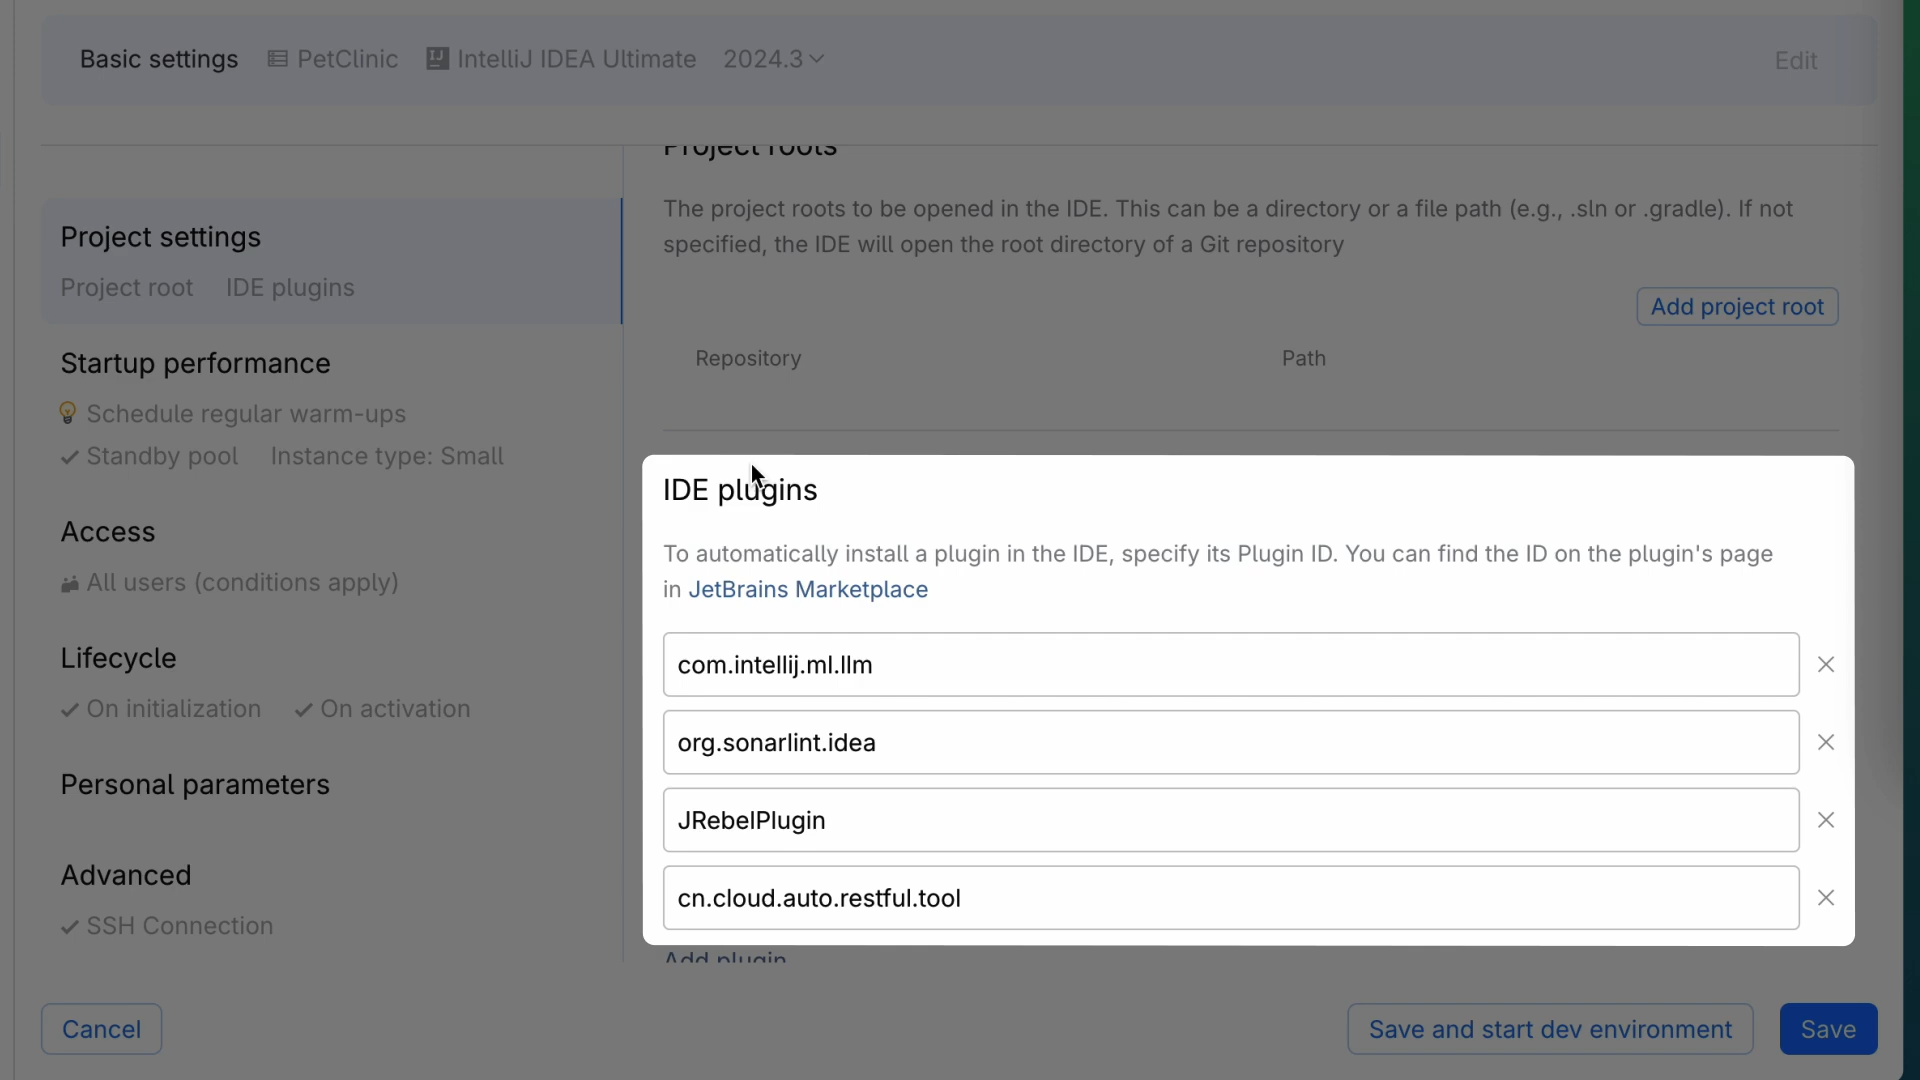 Basic settings PetClinic IntelliJ IDEA Ultimate 2024.3 Edit
Project roots
The project roots to be opened in the IDE. This can be a directory or a file path (e.g., .sln or .gradle). If not
specified, the IDE will open the root directory of a Git repository
Add project root
Repository Path
Project settings
Project root IDE plugins
Startup performance
Schedule regular warm-ups
Standby pool Instance type: Small
Access
All users (conditions apply)
Lifecycle
On initialization On activation
Personal parameters
Advanced
SSH Connection
IDE plugins
To automatically install a plugin in the IDE, specify its Plugin ID. You can find the ID on the plugin's page
in JetBrains Marketplace
com.intellij.ml.llm
org.sonarlint.idea
JRebelPlugin
cn.cloud.auto.restful.tool
Add plugin
Cancel Save and start dev environment Save